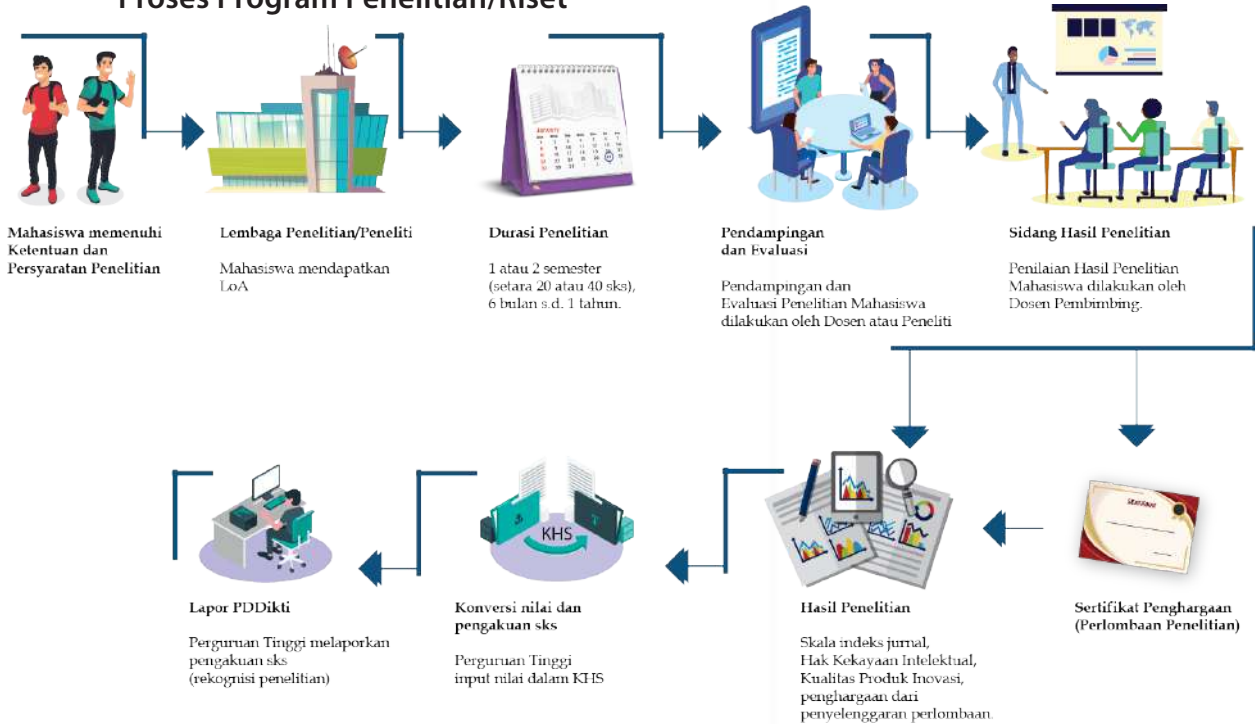 Proses Program Penelitian/Riset
Mahasiswa memenuhi
Ketentuan dan
Persyaratan Penelitian
Lembaga Penelitian/Peneliti
Mahasiswa mendapatkan
LoA
Durasi Penelitian
1 atau 2 semester
(setara 20 atau 40 sks),
6 bulan s.d. 1 tahun.
Pendampingan
dan Evaluasi
Pendampingan dan
Evaluasi Penelitian Mahasiswa
dilakukan oleh Dosen atau Peneliti
Sidang Hasil Penelitian
Penilaian Hasil Penelitian
Mahasiswa dilakukan oleh
Dosen Pembimbing.
Sertifikat Penghargaan
(Perlombaan Penelitian)
Hasil Penelitian
Skala indeks jurnal,
Hak Kekayaan Intelektual,
Kualitas Produk Inovasi,
penghargaan dari
penyelenggaran perlombaan.
KHS
Konversi nilai dan
pengakuan sks
Perguruan Tinggi
input nilai dalam KHS
Lapor PDDikti
Perguruan Tinggi melaporkan
pengakuan sks
(rekognisi penelitian)